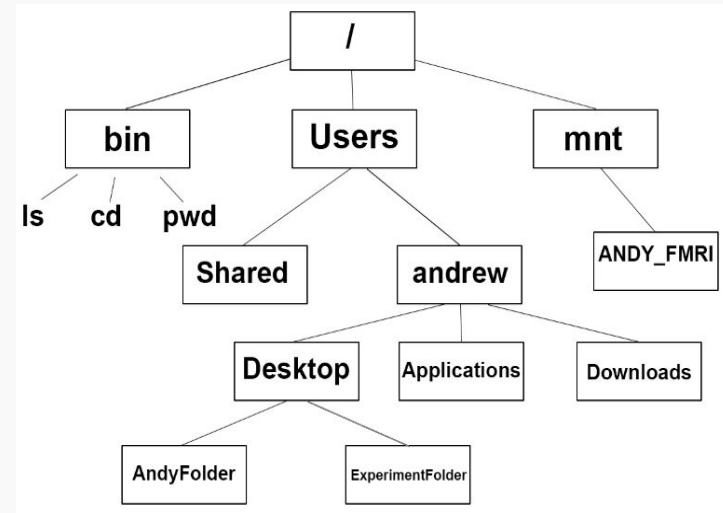 /
bin
Users
mnt
ls
cd
pwd
Shared
andrew
ANDY_FMRI
Desktop
Applications
Downloads
AndyFolder
ExperimentFolder